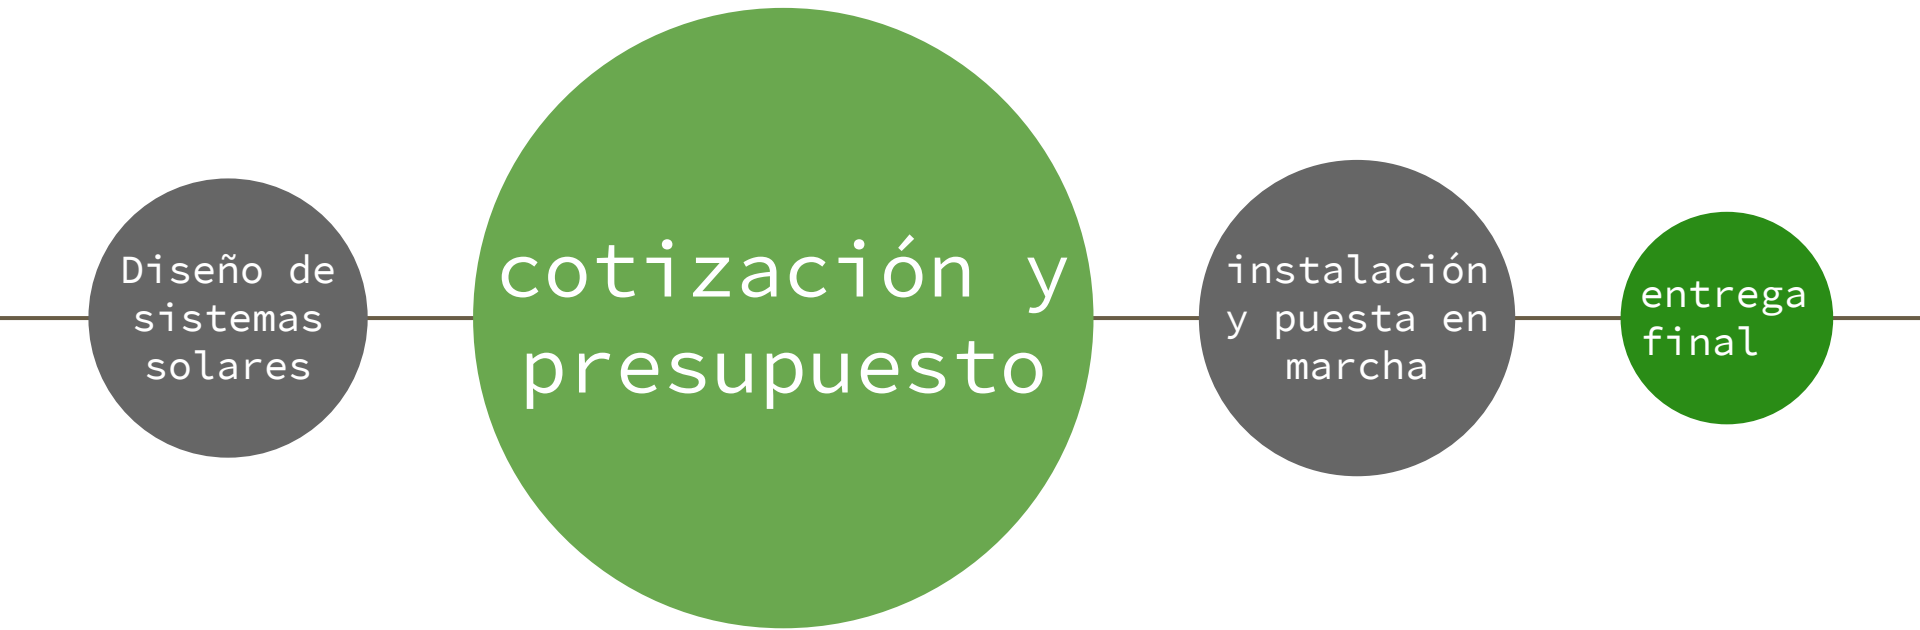 Diseño de
sistemas
solares
cotización y
presupuesto
instalación
y puesta en
marcha
entrega
final